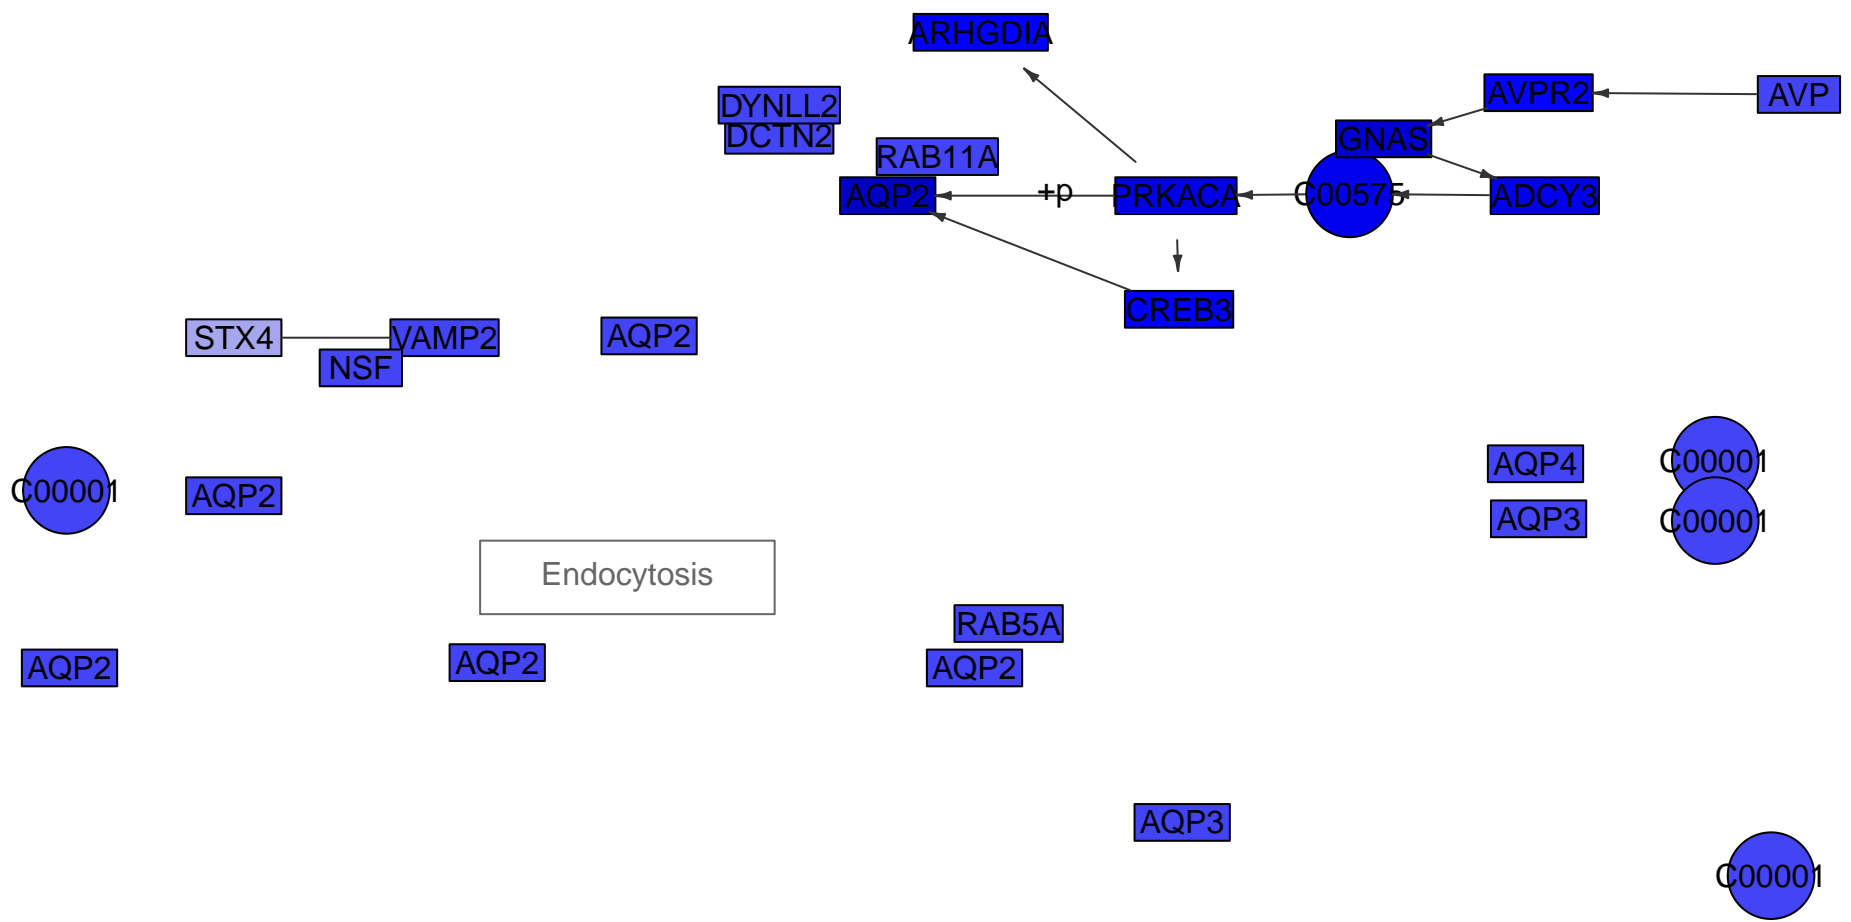 ARHGDIA
AVPR2
AVP
DYNLL2
DCTN2
GNAS
RAB11A
AQP2
+p
PRKACA
C00575
ADCY3
CREB3
STX4
VAMP2
AQP2
NSF
C00001
AQP2
AQP4
C00001
AQP3
C00001
Endocytosis
RAB5A
AQP2
AQP2
AQP2
AQP3
C00001